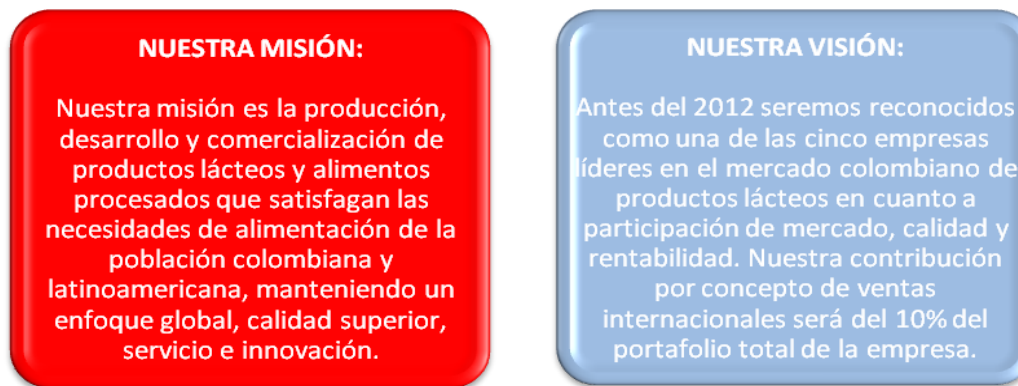 NUESTRA MISIÓN:
Nuestra misión es la producción,
desarrollo y comercialización de
productos lácteos y alimentos
procesados que satisfagan las
necesidades de alimentación de la
población colombiana y
latinoamericana, manteniendo un
enfoque global, calidad superior,
servicio e innovación.
NUESTRA VISIÓN:
Antes del 2012 seremos reconocidos
como una de las cinco empresas
líderes en el mercado colombiano de
productos lácteos en cuanto a
participación de mercado, calidad y
rentabilidad. Nuestra contribución
por concepto de ventas
internacionales será del 10% del
portafolio total de la empresa.